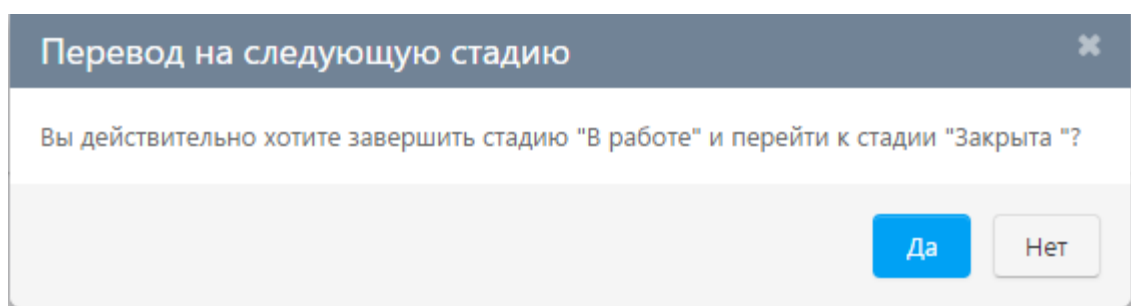 Перевод на следующую стадию
Вы действительно хотите завершить стадию "В работе" и перейти к стадии "Закрыта "?
Да Нет